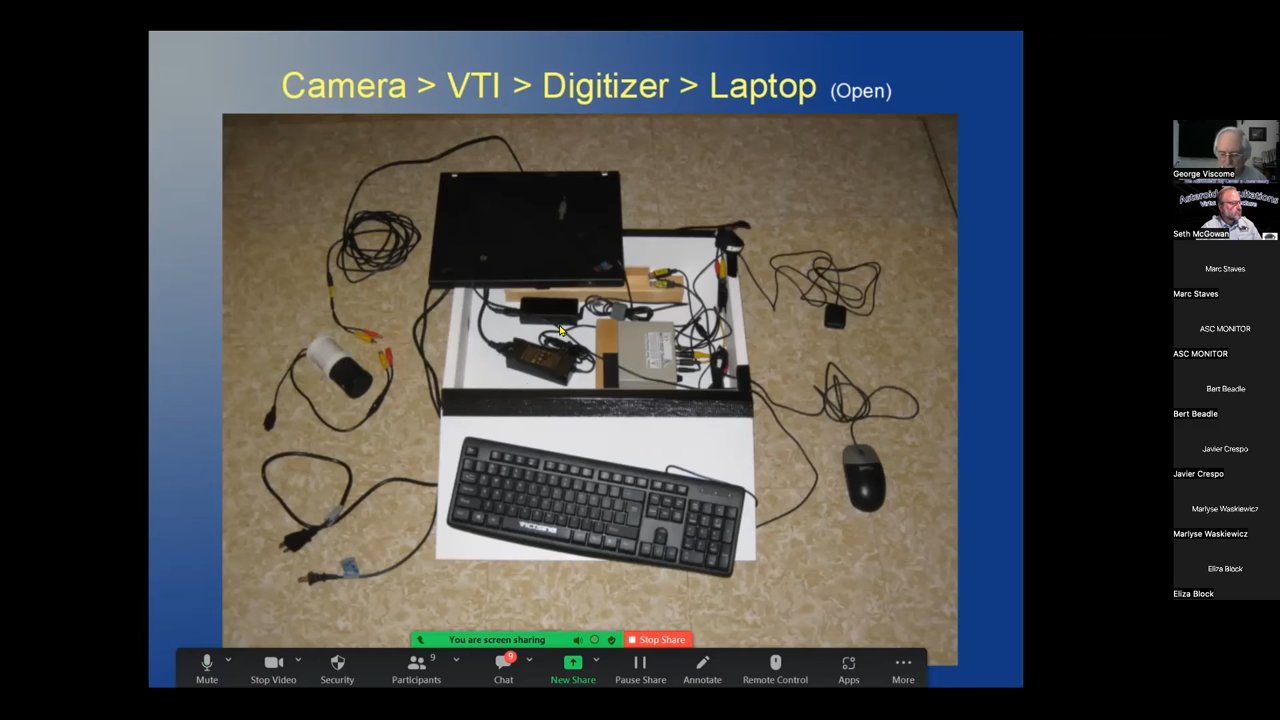 Camera > VTI > Digitizer > Laptop (Open)
George Viscome
Seth McGowan
Marc Staves
Marc Staves
ASC MONITOR
ASC MONITOR
Bert Beadle
Bert Beadle
Javier Crespo
Javier Crespo
Marlyse Waskiewicz
Marlyse Waskiewicz
Eliza Block
Eliza Block
You are screen sharing
Stop Share
9
9
Mute
Stop Video
Security
Participants
Chat
New Share
Pause Share
Annotate
Remote Control
Apps
More